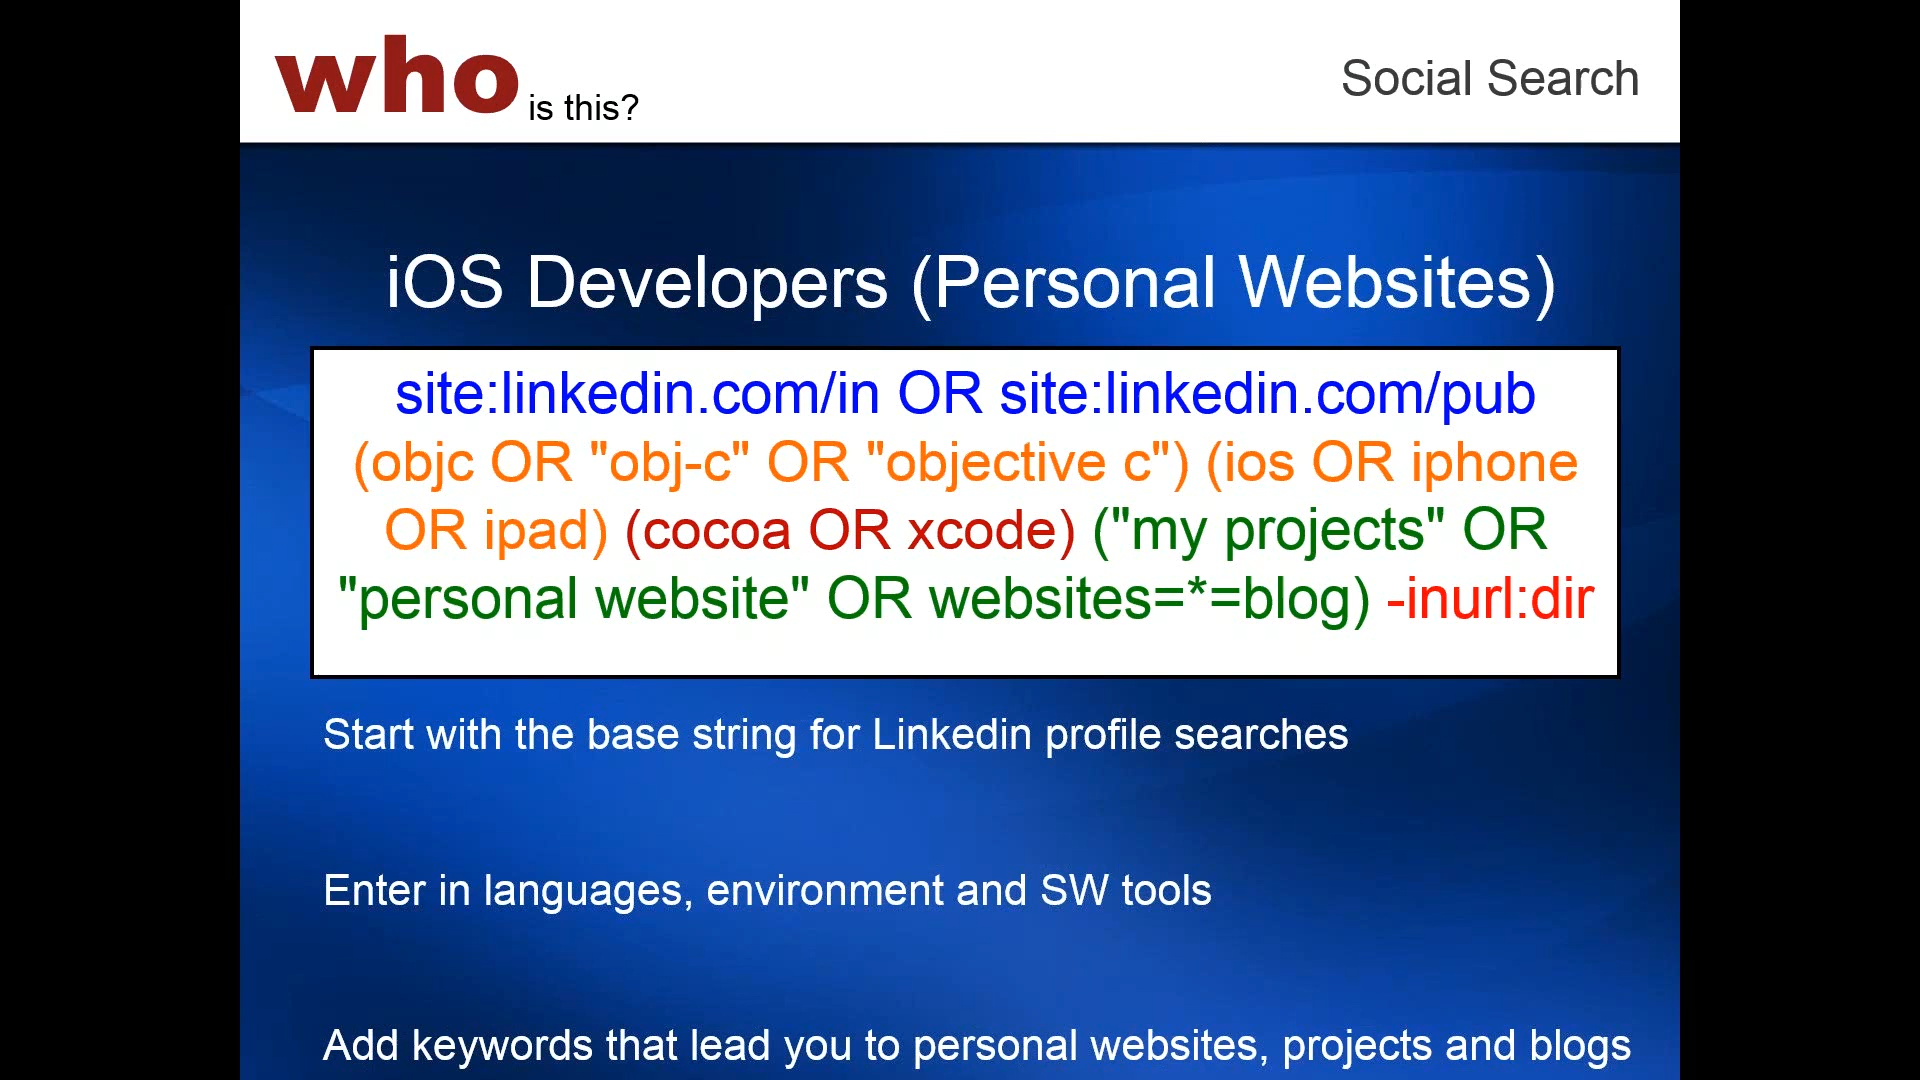 who is this?
Social Search
iOS Developers (Personal Websites)
site:linkedin.com/in OR site:linkedin.com/pub
(objc OR "obj-c" OR "objective c") (ios OR iphone
OR ipad) (cocoa OR xcode) ("my projects" OR
"personal website" OR websites=*=blog) -inurl:dir
Start with the base string for Linkedin profile searches
Enter in languages, environment and SW tools
Add keywords that lead you to personal websites, projects and blogs